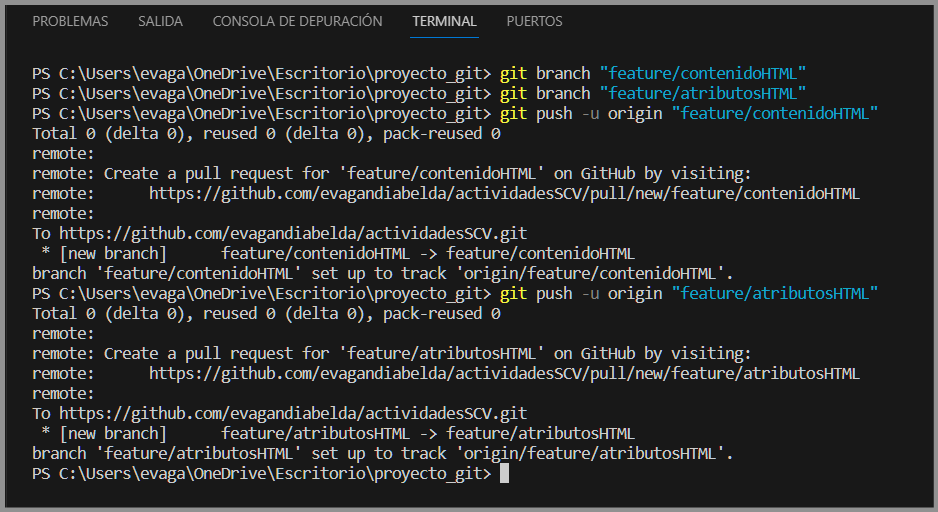 PROBLEMAS SALIDA CONSOLA DE DEPURACIÓN TERMINAL PUERTOS
PS C:\Users\evaga\OneDrive\Escritorio\proyecto_git> git branch "feature/contenidoHTML"
PS C:\Users\evaga\OneDrive\Escritorio\proyecto_git> git branch "feature/atributosHTML"
PS C:\Users\evaga\OneDrive\Escritorio\proyecto_git> git push -u origin "feature/contenidoHTML"
Total 0 (delta 0), reused 0 (delta 0), pack-reused 0
remote:
remote: Create a pull request for 'feature/contenidoHTML' on GitHub by visiting:
remote:      https://github.com/evagandiabelda/actividadesSCV/pull/new/feature/contenidoHTML
remote:
To https://github.com/evagandiabelda/actividadesSCV.git
 * [new branch]      feature/contenidoHTML -> feature/contenidoHTML
branch 'feature/contenidoHTML' set up to track 'origin/feature/contenidoHTML'.
PS C:\Users\evaga\OneDrive\Escritorio\proyecto_git> git push -u origin "feature/atributosHTML"
Total 0 (delta 0), reused 0 (delta 0), pack-reused 0
remote:
remote: Create a pull request for 'feature/atributosHTML' on GitHub by visiting:
remote:      https://github.com/evagandiabelda/actividadesSCV/pull/new/feature/atributosHTML
remote:
To https://github.com/evagandiabelda/actividadesSCV.git
 * [new branch]      feature/atributosHTML -> feature/atributosHTML
branch 'feature/atributosHTML' set up to track 'origin/feature/atributosHTML'.
PS C:\Users\evaga\OneDrive\Escritorio\proyecto_git>